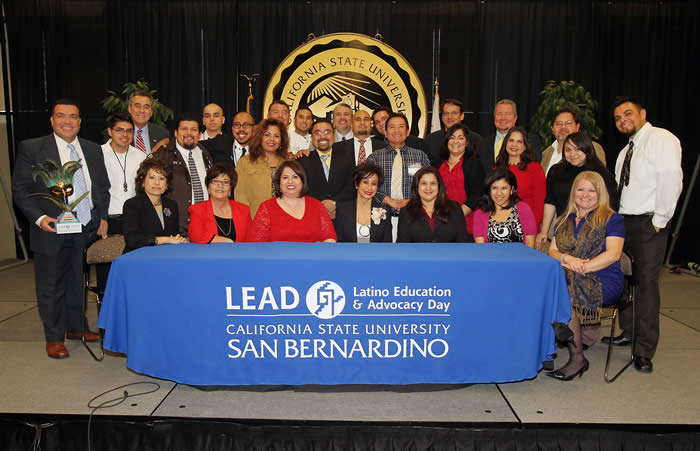 CALIFORNIA STATE UNIVERSITY
LEAD
Latino Education
& Advocacy Day
CALIFORNIA STATE UNIVERSITY
SAN BERNARDINO